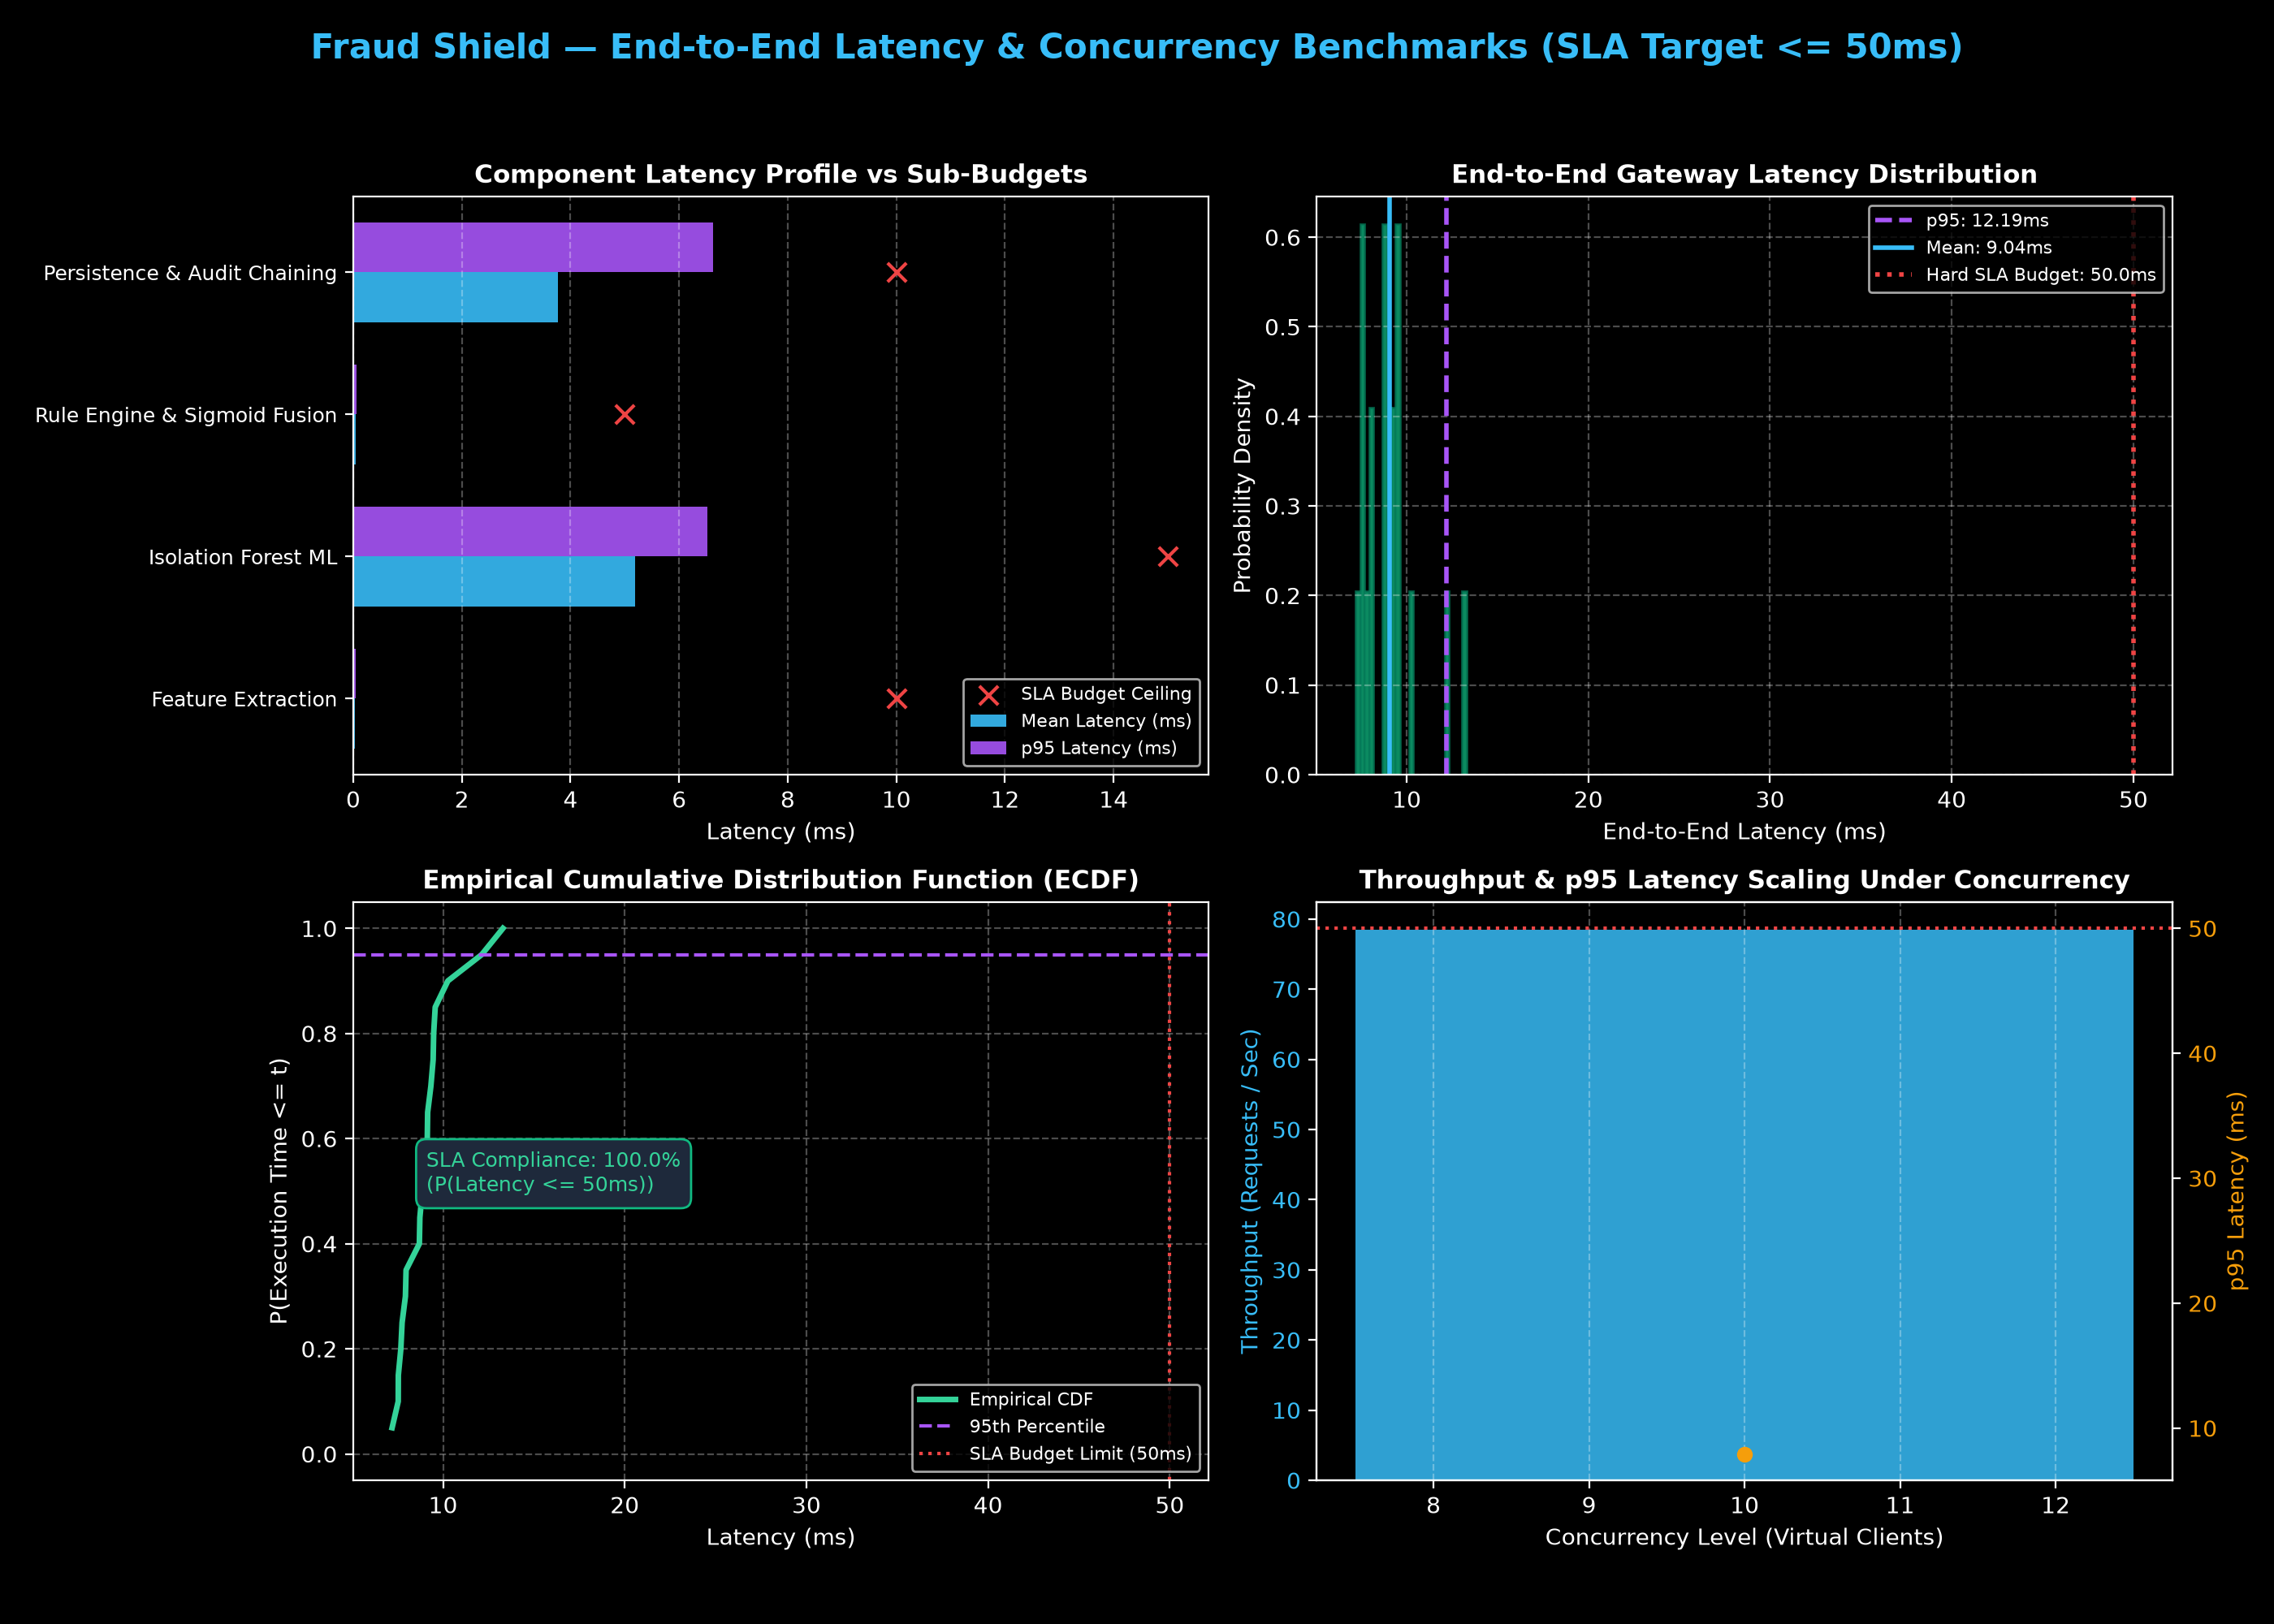 Fraud Shield — End-to-End Latency & Concurrency Benchmarks (SLA Target <= 50ms)
Component Latency Profile vs Sub-Budgets
Persistence & Audit Chaining
Rule Engine & Sigmoid Fusion
Isolation Forest ML
Feature Extraction
SLA Budget Ceiling
Mean Latency (ms)
p95 Latency (ms)
0 2 4 6 8 10 12 14
Latency (ms)
End-to-End Gateway Latency Distribution
p95: 12.19ms
Mean: 9.04ms
Hard SLA Budget: 50.0ms
Probability Density
0.6
0.5
0.4
0.3
0.2
0.1
0.0
10 20 30 40 50
End-to-End Latency (ms)
Empirical Cumulative Distribution Function (ECDF)
P(Execution Time <= t)
1.0
0.8
0.6
0.4
0.2
0.0
SLA Compliance: 100.0%
(P(Latency <= 50ms))
Empirical CDF
95th Percentile
SLA Budget Limit (50ms)
10 20 30 40 50
Latency (ms)
Throughput & p95 Latency Scaling Under Concurrency
Throughput (Requests / Sec)
80
70
60
50
40
30
20
10
0
50
40
30
20
10
p95 Latency (ms)
8 9 10 11 12
Concurrency Level (Virtual Clients)